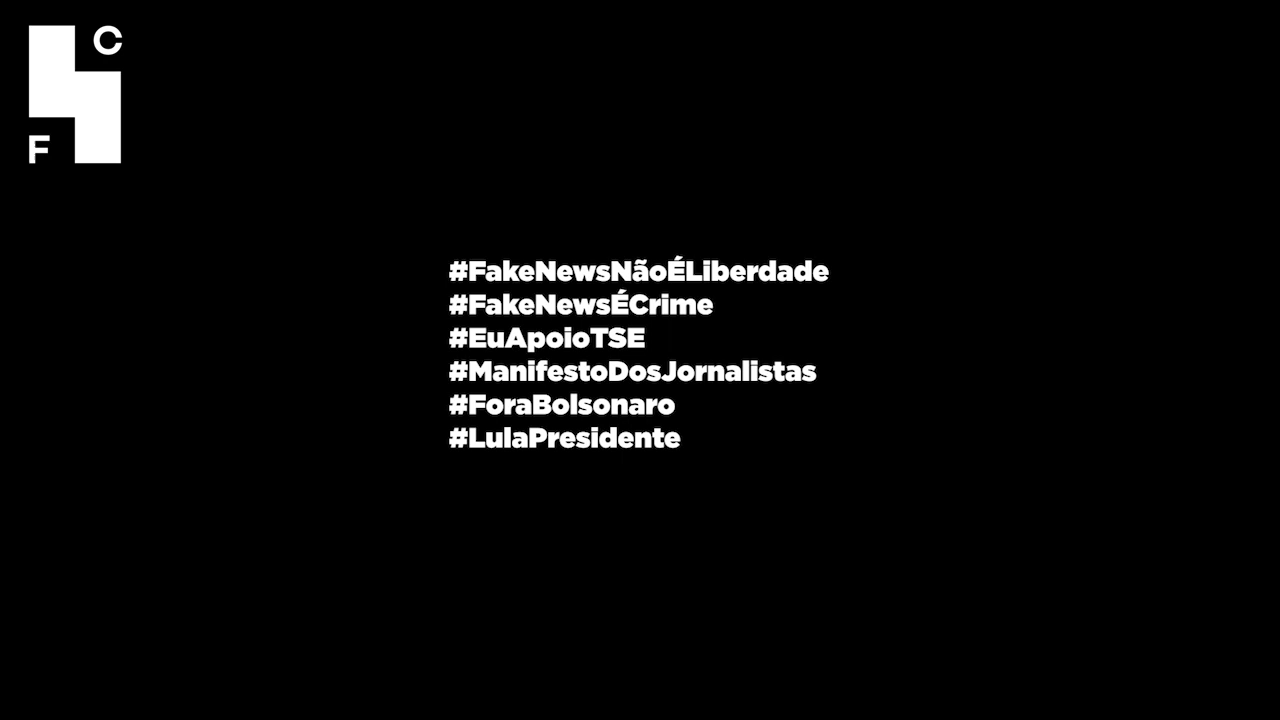 C
F
#FakeNewsNãoÉLiberdade
#FakeNewsÉCrime
#EuApoioTSE
#ManifestoDosJornalistas
#ForaBolsonaro
#LulaPresidente